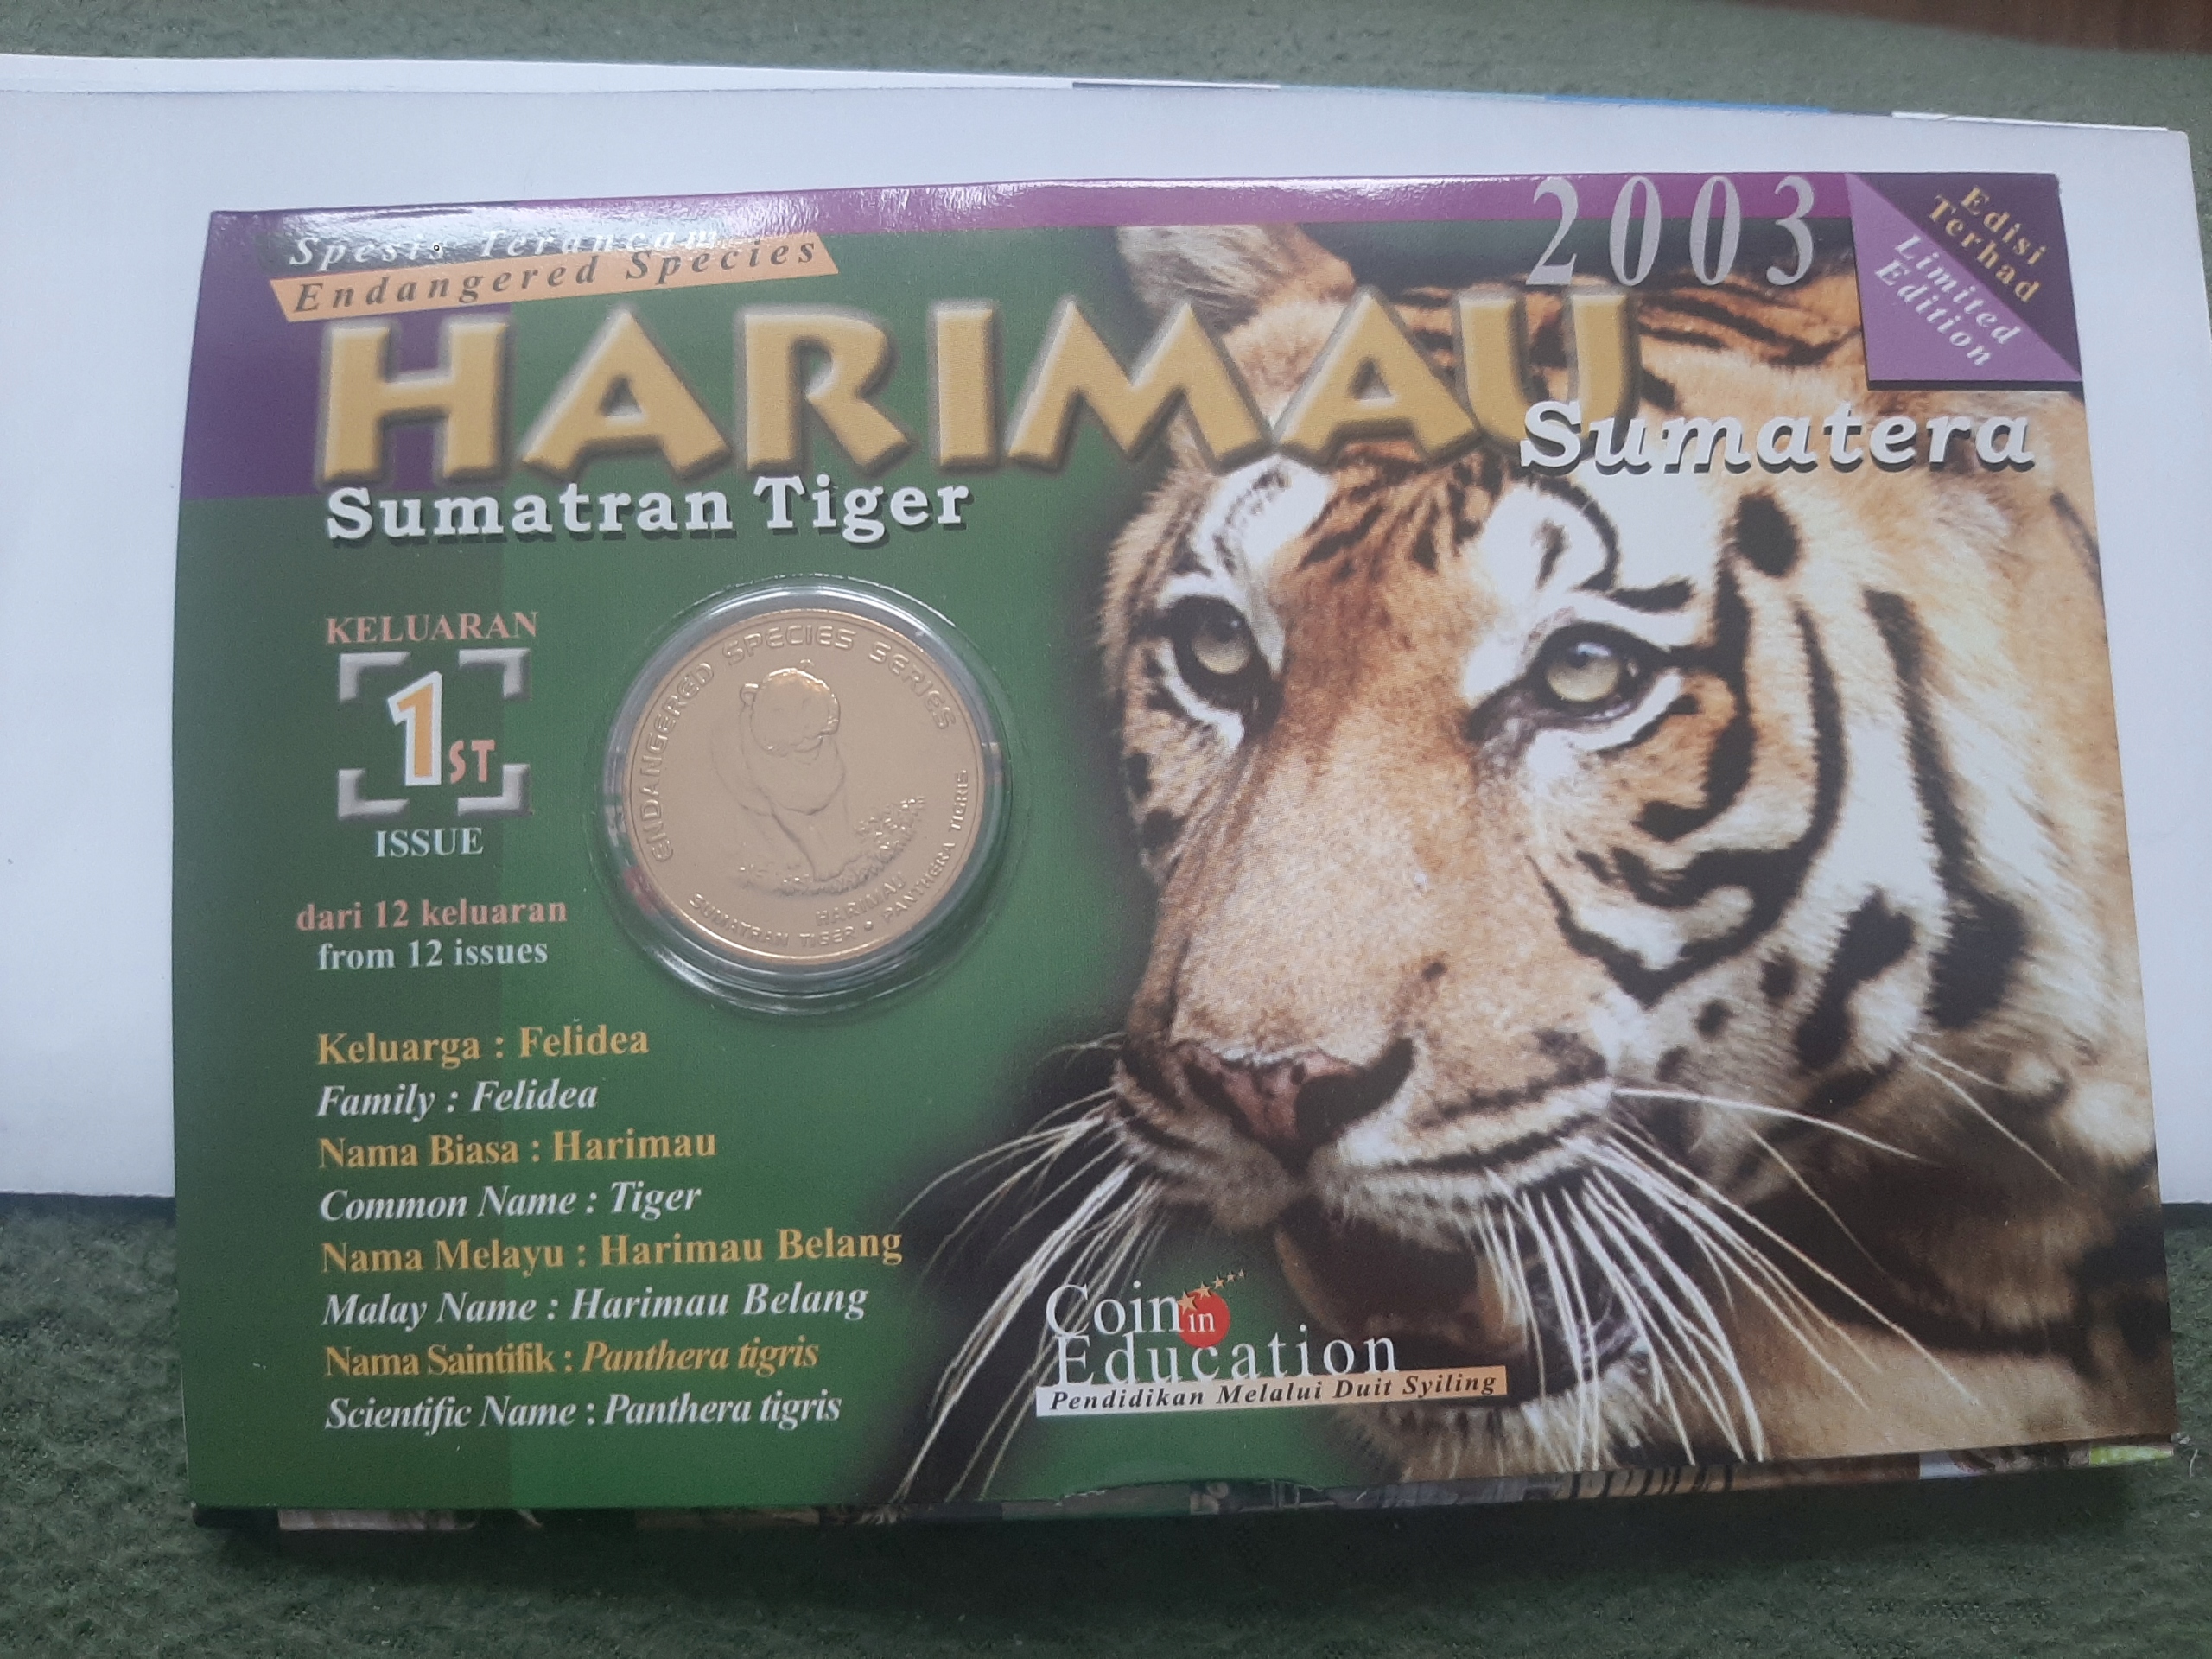 Spesis Terancam
Endangered Species
2003
Edisi
Terhad
Limited
Edition
HARIMAU
Sumatera
Sumatran Tiger
KELUARAN
1ST
ISSUE
dari 12 keluaran
from 12 issues
ENDANGERED SPECIES SERIES
HARIMAU
SUMATRAN TIGER • PANTHERA TIGRIS
Keluarga : Felidea
Family : Felidea
Nama Biasa : Harimau
Common Name : Tiger
Nama Melayu : Harimau Belang
Malay Name : Harimau Belang
Nama Saintifik : Panthera tigris
Scientific Name : Panthera tigris
Coin in
Education
Pendidikan Melalui Duit Syiling